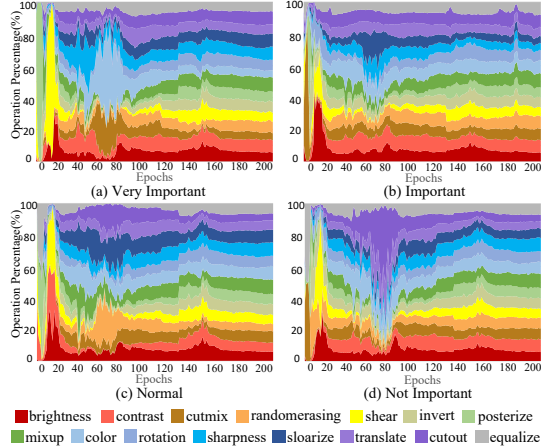 Operation Percentage(%)
100
80
60
40
20
0
0 20 40 60 80 100 120 140 160 180 200
Epochs
(a) Very Important
100
80
60
40
20
0
0 20 40 60 80 100 120 140 160 180 200
Epochs
(b) Important
Operation Percentage(%)
100
80
60
40
20
0
0 20 40 60 80 100 120 140 160 180 200
Epochs
(c) Normal
100
80
60
40
20
0
0 20 40 60 80 100 120 140 160 180 200
Epochs
(d) Not Important
brightness contrast cutmix randomerasing shear invert posterize
mixup color rotation sharpness sloarize translate cutout equalize